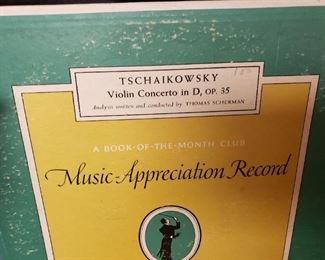 TSCHAIKOWSKY
Violin Concerto in D, OP. 35
Analysis written and conducted by THOMAS SCHERMAN
A BOOK-OF-THE-MONTH CLUB
Music-Appreciation Record